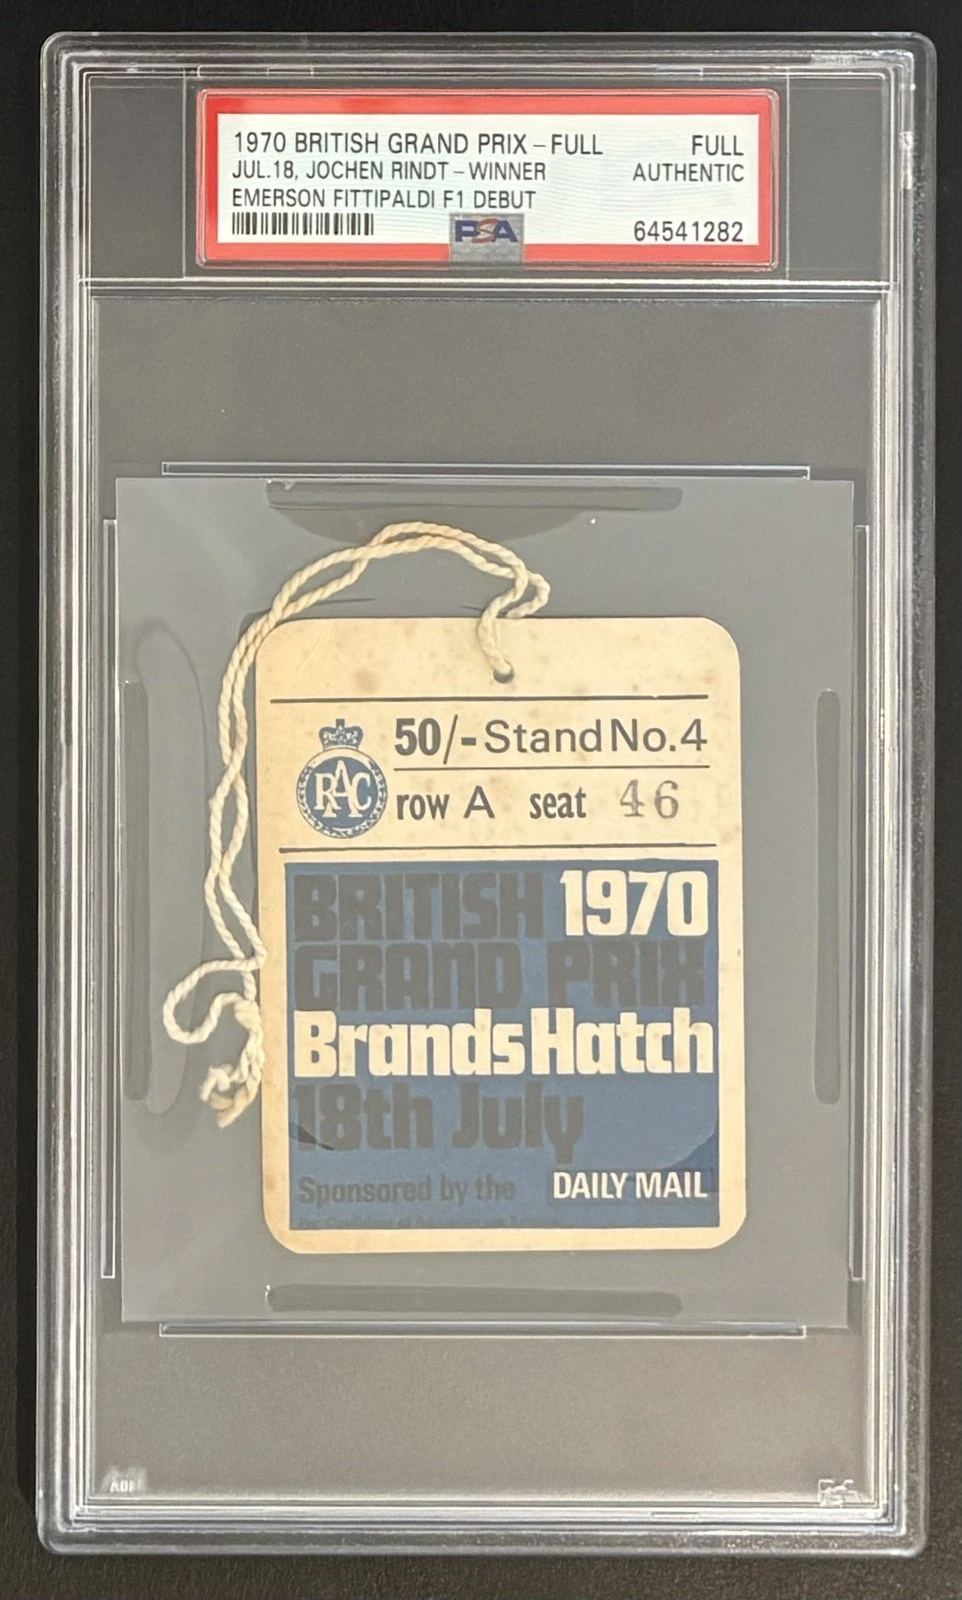 1970 BRITISH GRAND PRIX – FULL FULL
JUL.18, JOCHEN RINDT – WINNER AUTHENTIC
EMERSON FITTIPALDI F1 DEBUT
PSA 64541282
50/- Stand No. 4
RAC
row A seat 46
BRITISH 1970
GRAND PRIX
Brands Hatch
18th July
Sponsored by the DAILY MAIL